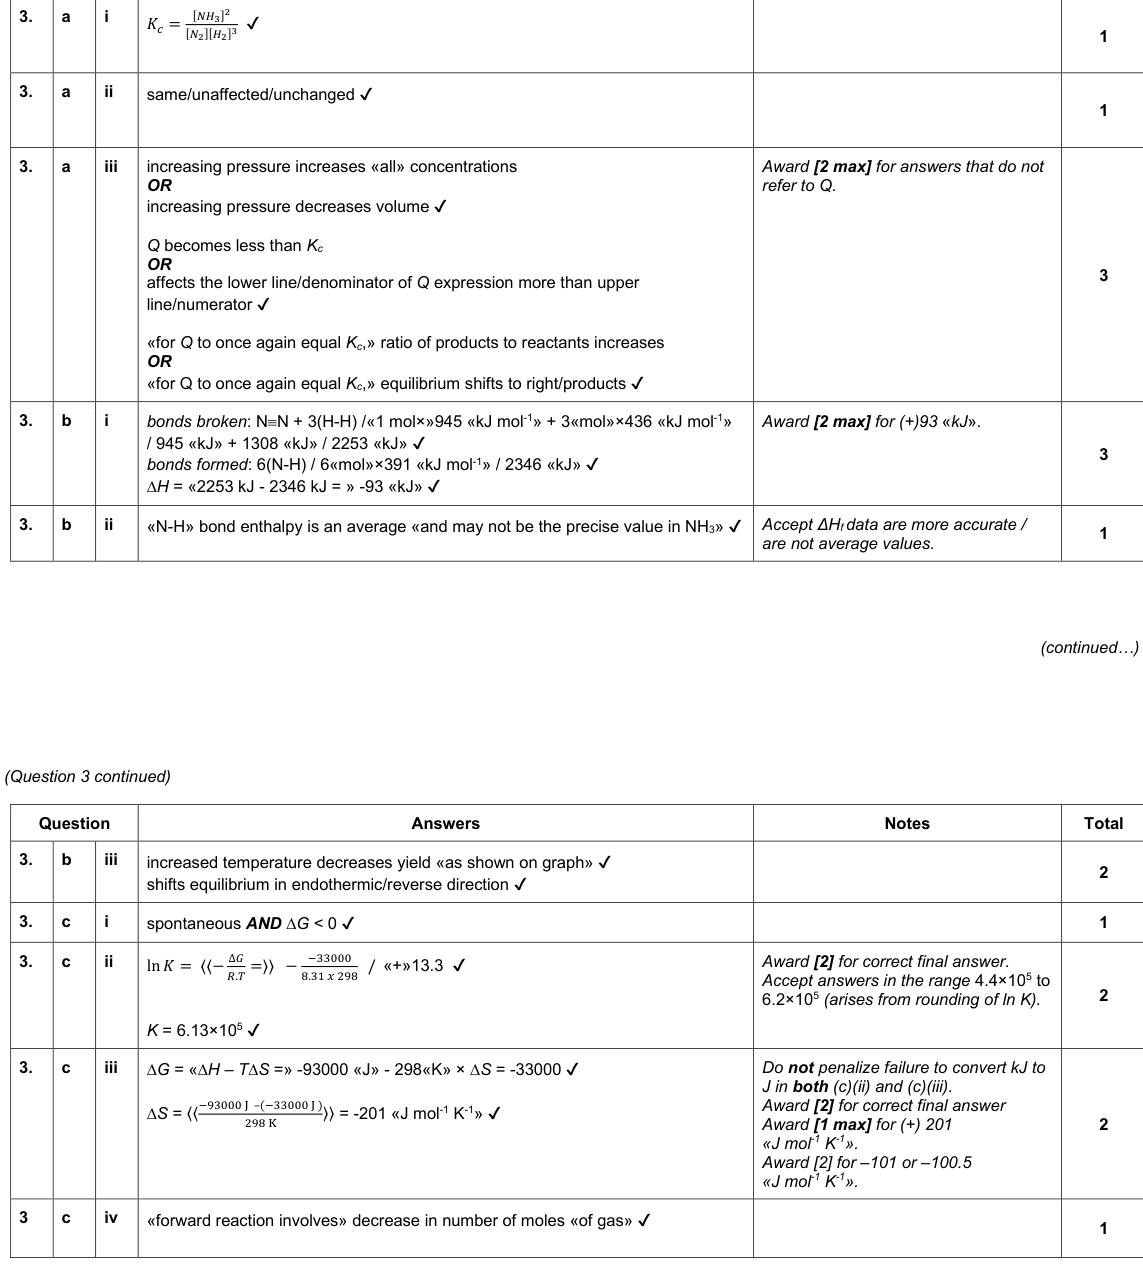 3. a i K𝑐 = [NH₃]² / [N₂][H₂]³ ✓ 1
3. a ii same/unaffected/unchanged ✓ 1
3. a iii increasing pressure increases «all» concentrations Award [2 max] for answers that do not
OR refer to Q.
increasing pressure decreases volume ✓
Q becomes less than Kc
OR
affects the lower line/denominator of Q expression more than upper 3
line/numerator ✓
«for Q to once again equal Kc,» ratio of products to reactants increases
OR
«for Q to once again equal Kc,» equilibrium shifts to right/products ✓
3. b i bonds broken: N≡N + 3(H-H) /«1 mol×»945 «kJ mol⁻¹» + 3«mol»×436 «kJ mol⁻¹» Award [2 max] for (+)93 «kJ».
/ 945 «kJ» + 1308 «kJ» / 2253 «kJ» ✓ 3
bonds formed: 6(N-H) / 6«mol»×391 «kJ mol⁻¹» / 2346 «kJ» ✓
ΔH = «2253 kJ - 2346 kJ = » -93 «kJ» ✓
3. b ii «N-H» bond enthalpy is an average «and may not be the precise value in NH₃» ✓ Accept ΔHf data are more accurate / 1
are not average values.
(continued…)
(Question 3 continued)
Question Answers Notes Total
3. b iii increased temperature decreases yield «as shown on graph» ✓ 2
shifts equilibrium in endothermic/reverse direction ✓
3. c i spontaneous AND ΔG < 0 ✓ 1
3. c ii ln K = ⟨⟨− ΔG / R.T =⟩⟩ − −33000 / 8.31 x 298 / «+»13.3 ✓ Award [2] for correct final answer.
Accept answers in the range 4.4×10⁵ to 2
6.2×10⁵ (arises from rounding of ln K).
K = 6.13×10⁵ ✓
3. c iii ΔG = «ΔH – TΔS =» -93000 «J» - 298«K» × ΔS = -33000 ✓ Do not penalize failure to convert kJ to
J in both (c)(ii) and (c)(iii).
ΔS = ⟨⟨ −93000 J −(−33000 J) / 298 K ⟩⟩ = -201 «J mol⁻¹ K⁻¹» ✓ Award [2] for correct final answer
Award [1 max] for (+) 201 2
«J mol⁻¹ K⁻¹».
Award [2] for –101 or –100.5
«J mol⁻¹ K⁻¹».
3 c iv «forward reaction involves» decrease in number of moles «of gas» ✓ 1